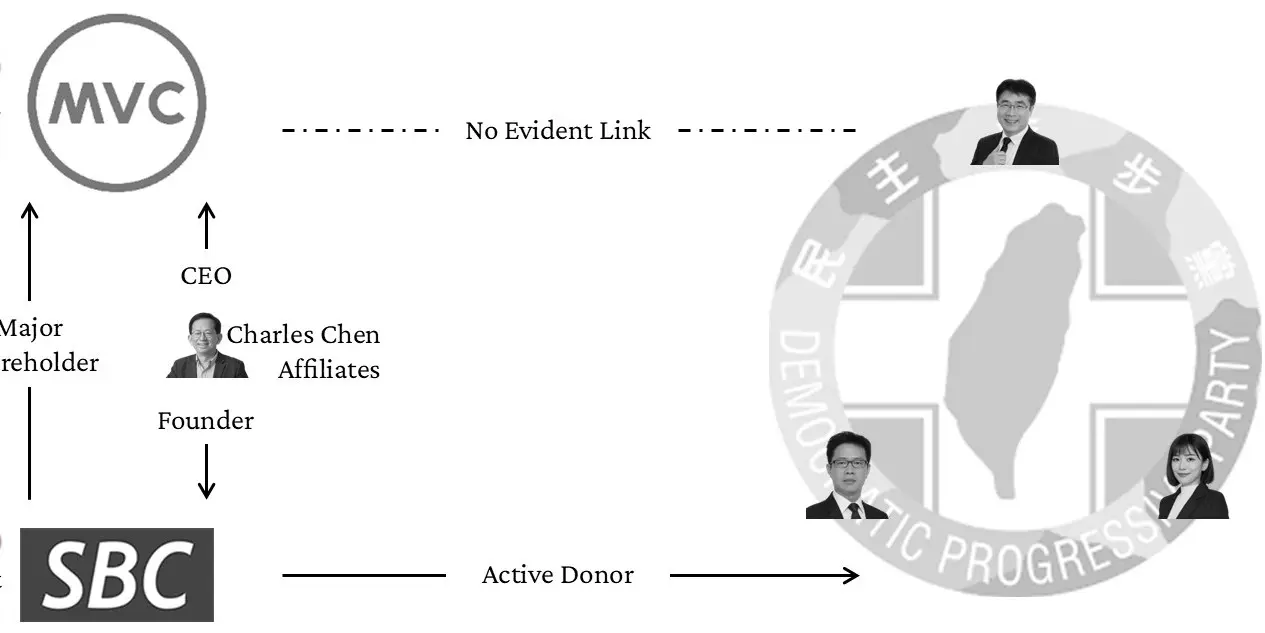 MVC
No Evident Link
CEO
Major
reholder
Charles Chen
Affiliates
Founder
SBC
Active Donor
民主 步黨
DEMOCRATIC PROGRESSIVE PARTY